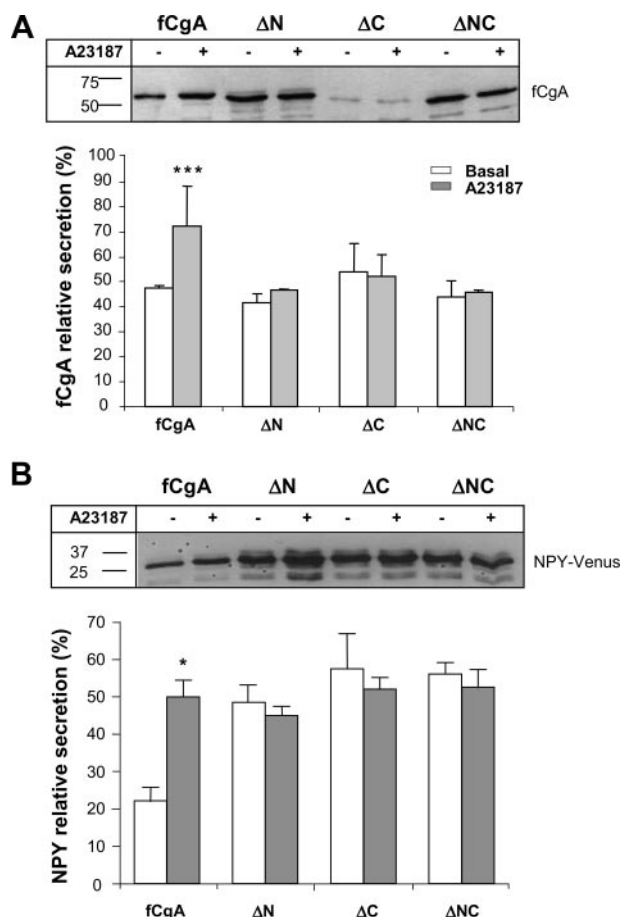 A
fCgA ΔN ΔC ΔNC
A23187 - + - + - + - +
75
50
fCgA
fCgA relative secretion (%)
100
90
80
70
60
50
40
30
20
10
0
***
Basal
A23187
fCgA ΔN ΔC ΔNC
B
fCgA ΔN ΔC ΔNC
A23187 - + - + - + - +
37
25
NPY-Venus
NPY relative secretion (%)
70
60
50
40
30
20
10
0
*
fCgA ΔN ΔC ΔNC